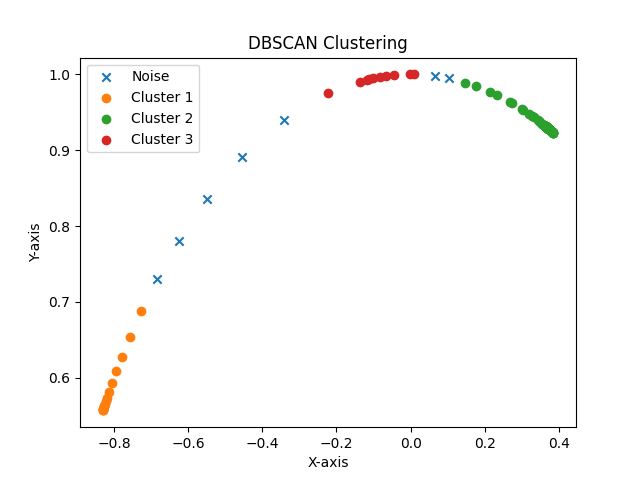 DBSCAN Clustering
Noise
Cluster 1
Cluster 2
Cluster 3
1.0
0.9
0.8
0.7
0.6
Y-axis
−0.8 −0.6 −0.4 −0.2 0.0 0.2 0.4
X-axis